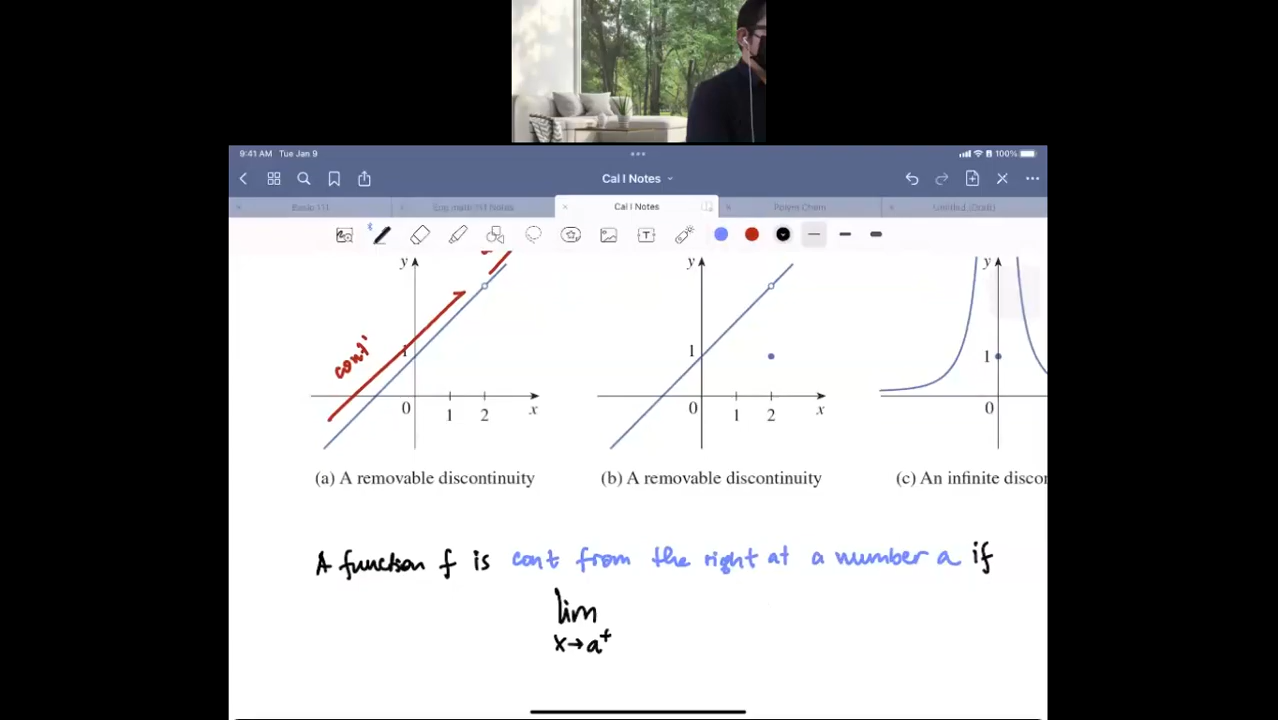 9:41 AM Tue Jan 9
100%
Cal I Notes
Cal I Notes
y
y
cont'
1
1
1
0 1 2 x
0 1 2 x
0
(a) A removable discontinuity
(b) A removable discontinuity
(c) An infinite discon
A function f is cont from the right at a number a if
lim
x→a⁺